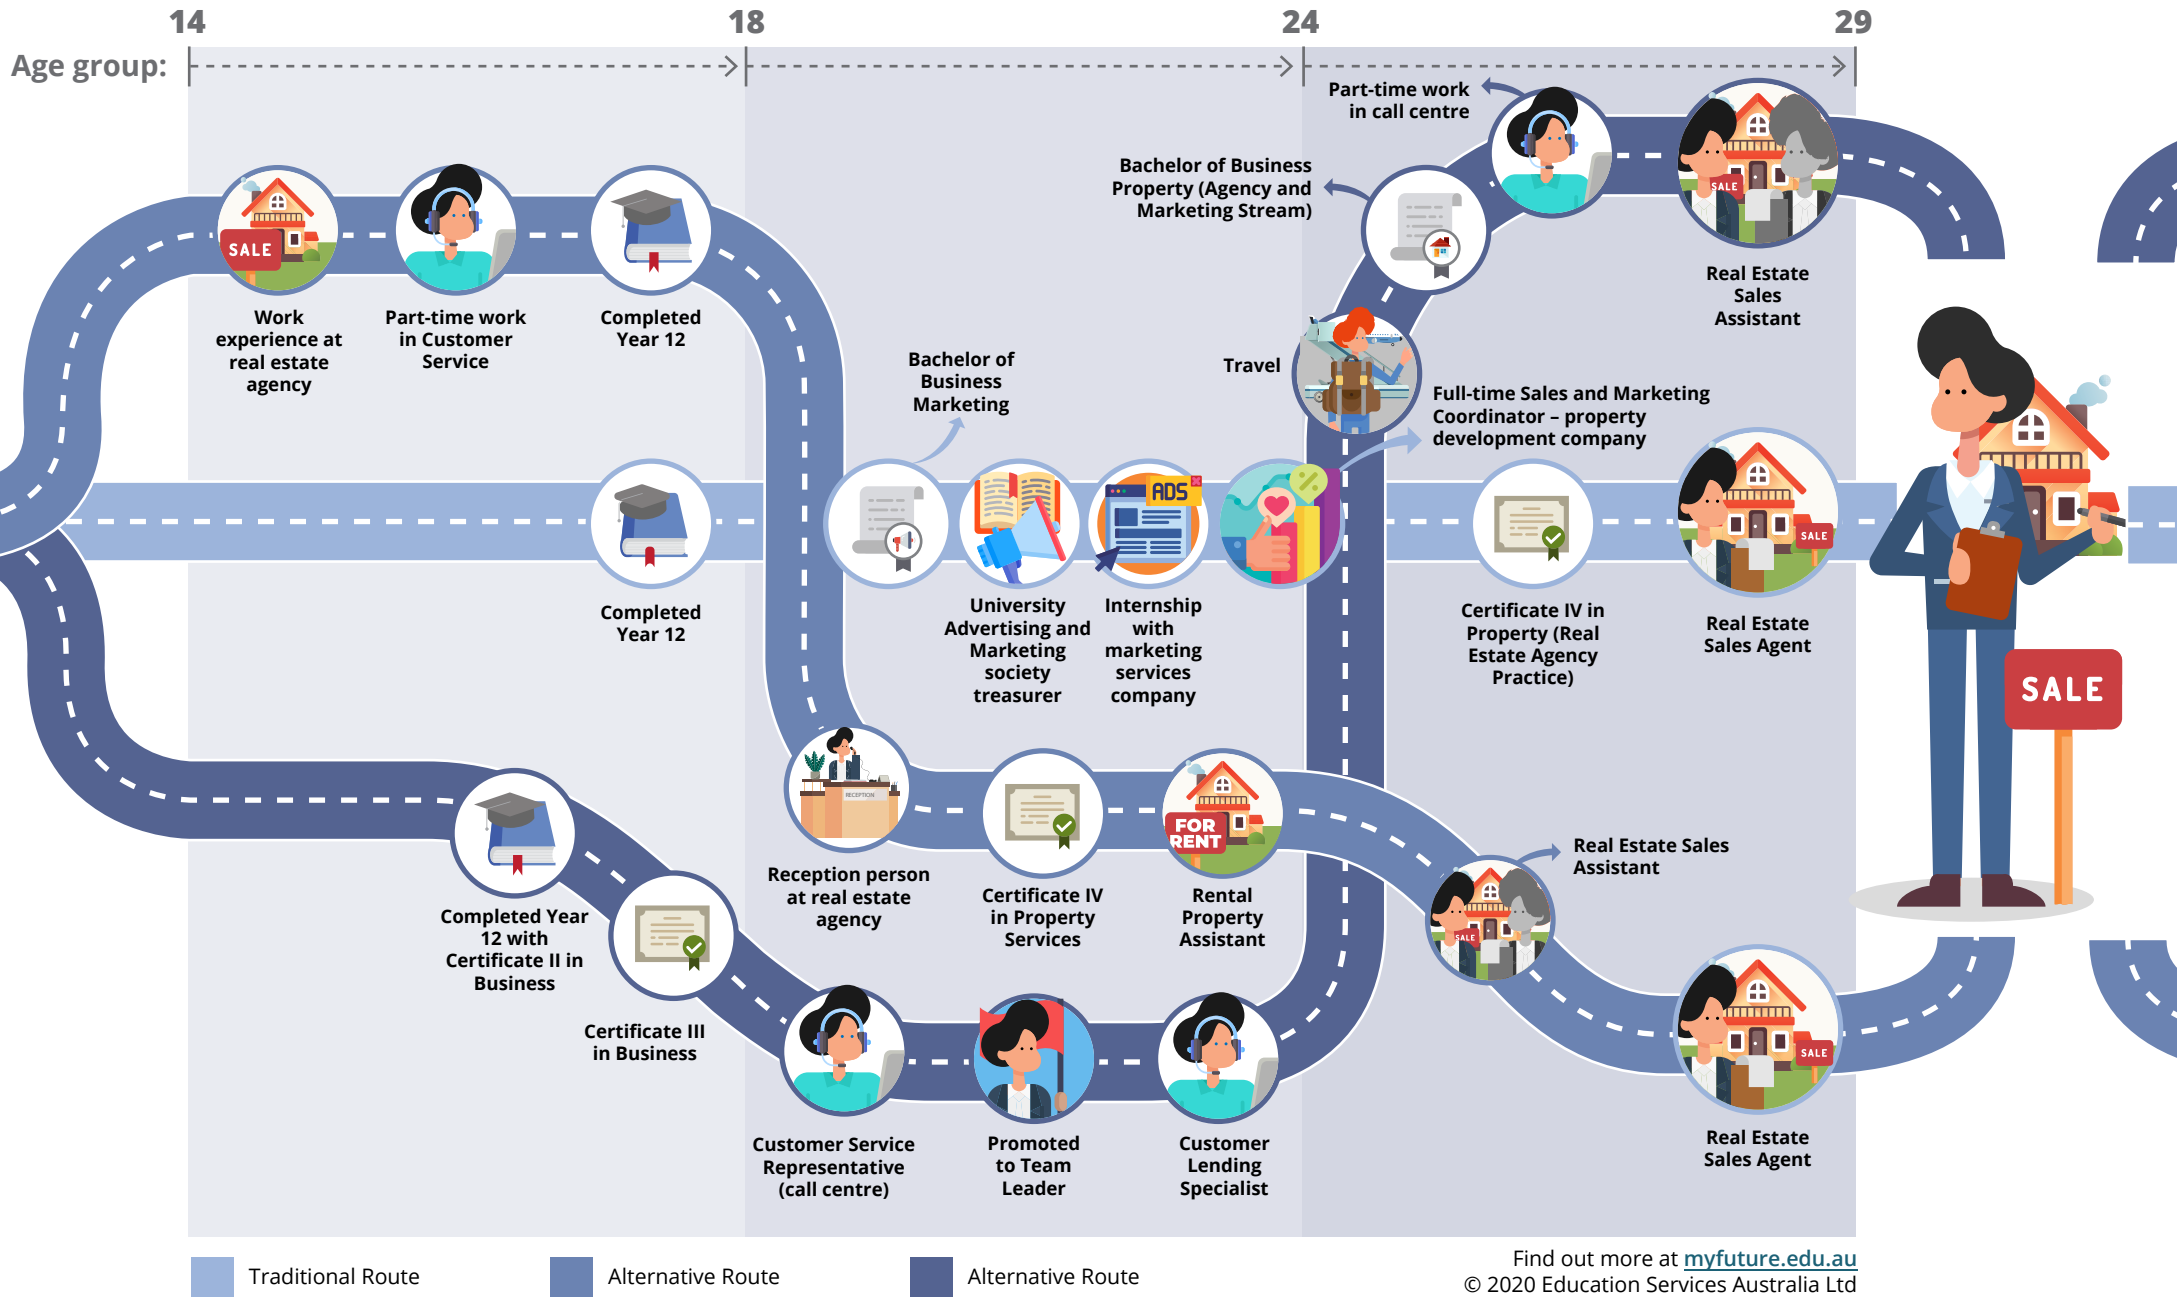 14
18
24
29
Age group:
Part-time work
in call centre
Bachelor of Business
Property (Agency and
Marketing Stream)
SALE
SALE
Real Estate
Sales
Assistant
Work
experience at
real estate
agency
Part-time work
in Customer
Service
Completed
Year 12
Bachelor of
Business
Marketing
Travel
Full-time Sales and Marketing
Coordinator – property
development company
ADS
SALE
Completed
Year 12
University
Advertising and
Marketing
society
treasurer
Internship
with
marketing
services
company
Certificate IV in
Property (Real
Estate Agency
Practice)
Real Estate
Sales Agent
SALE
RECEPTION
FOR
RENT
Reception person
at real estate
agency
Certificate IV
in Property
Services
Rental
Property
Assistant
Real Estate Sales
Assistant
SALE
Completed Year
12 with
Certificate II in
Business
Certificate III
in Business
SALE
Customer Service
Representative
(call centre)
Promoted
to Team
Leader
Customer
Lending
Specialist
Real Estate
Sales Agent
Traditional Route
Alternative Route
Alternative Route
Find out more at myfuture.edu.au
© 2020 Education Services Australia Ltd